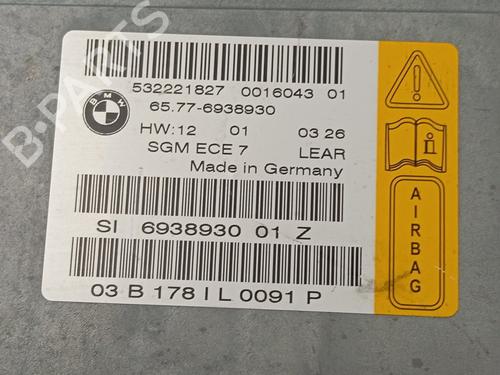 B-PARTS
BMW
532221827 0016043 01
65.77-6938930
HW:12 01 03 26
SGM ECE 7 LEAR
Made in Germany
SI 6938930 01 Z
03 B 178 I L 0091 P
i
AIRBAG